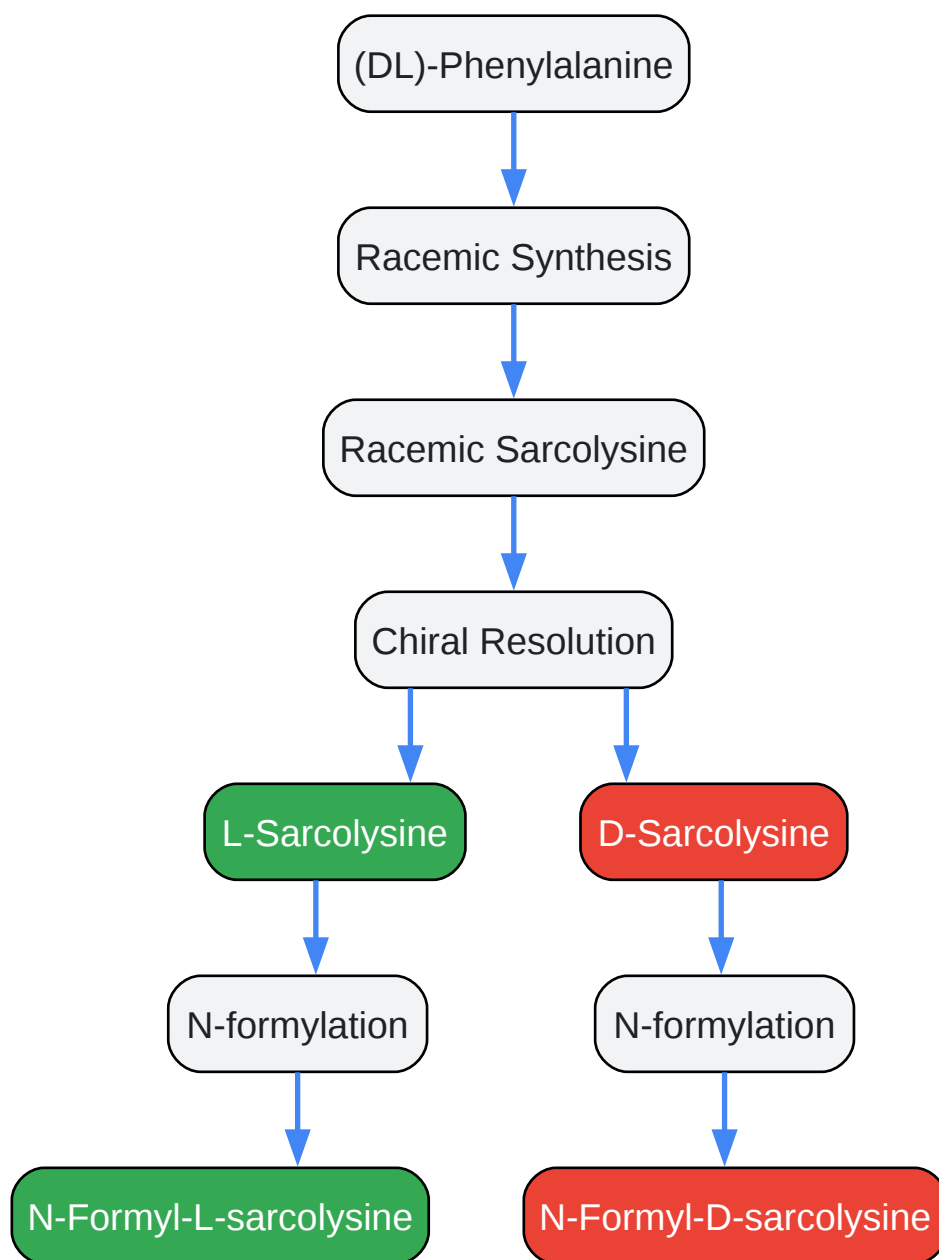 (DL)-Phenylalanine
Racemic Synthesis
Racemic Sarcolysine
Chiral Resolution
L-Sarcolysine
D-Sarcolysine
N-formylation
N-formylation
N-Formyl-L-sarcolysine
N-Formyl-D-sarcolysine